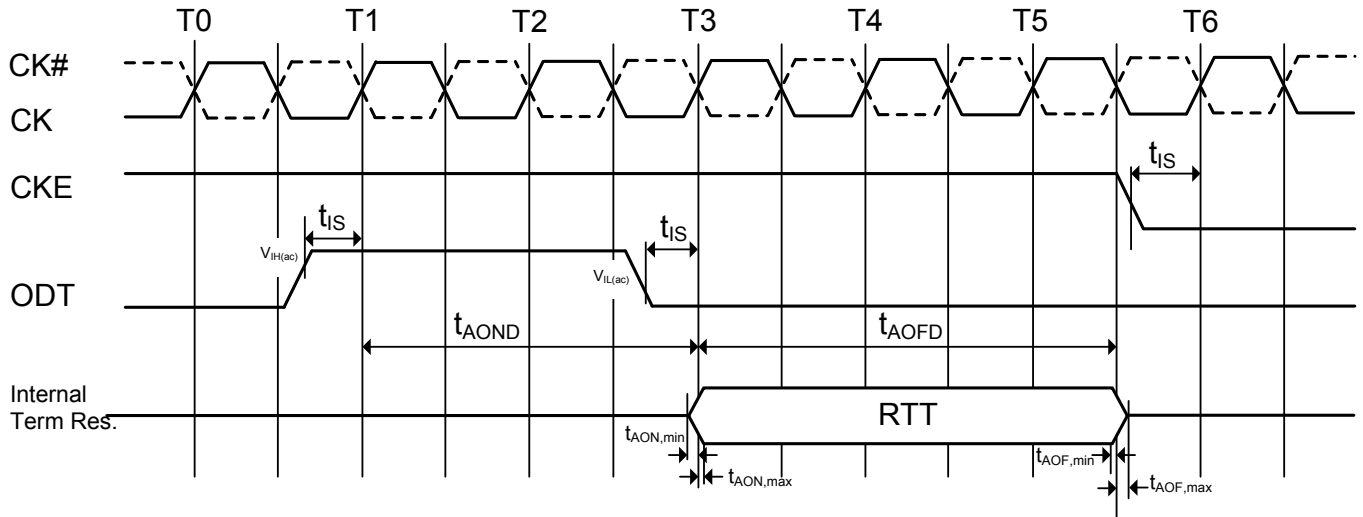 T0 T1 T2 T3 T4 T5 T6
CK#
CK
CKE
tIS
tIS
tIS
VIH(ac)
VIL(ac)
ODT
tAOND
tAOFD
Internal
Term Res.
RTT
tAON,min
tAOF,min
tAON,max
tAOF,max